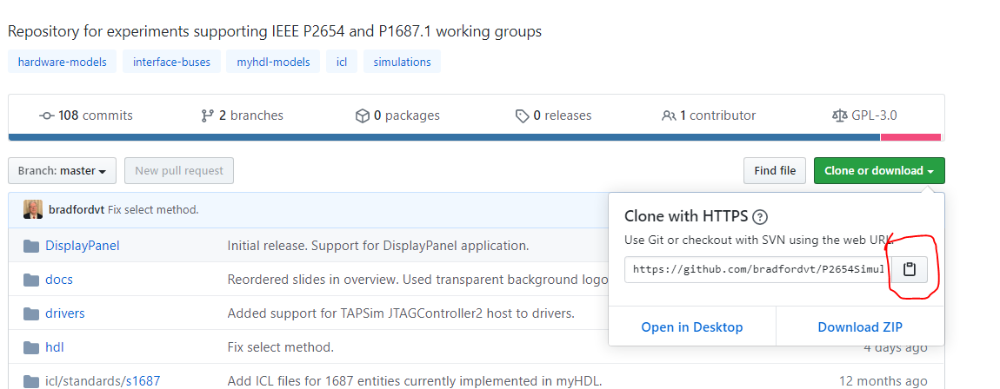 Repository for experiments supporting IEEE P2654 and P1687.1 working groups
hardware-models interface-buses myhdl-models icl simulations
108 commits 2 branches 0 packages 0 releases 1 contributor GPL-3.0
Branch: master New pull request Find file Clone or download
bradfordvt Fix select method.
Clone with HTTPS ?
Use Git or checkout with SVN using the web URL.
https://github.com/bradfordvt/P2654Simul
Open in Desktop Download ZIP
DisplayPanel Initial release. Support for DisplayPanel application.
docs Reordered slides in overview. Used transparent background logo
drivers Added support for TAPSim JTAGController2 host to drivers.
hdl Fix select method. 4 days ago
icl/standards/s1687 Add ICL files for 1687 entities currently implemented in myHDL. 12 months ago